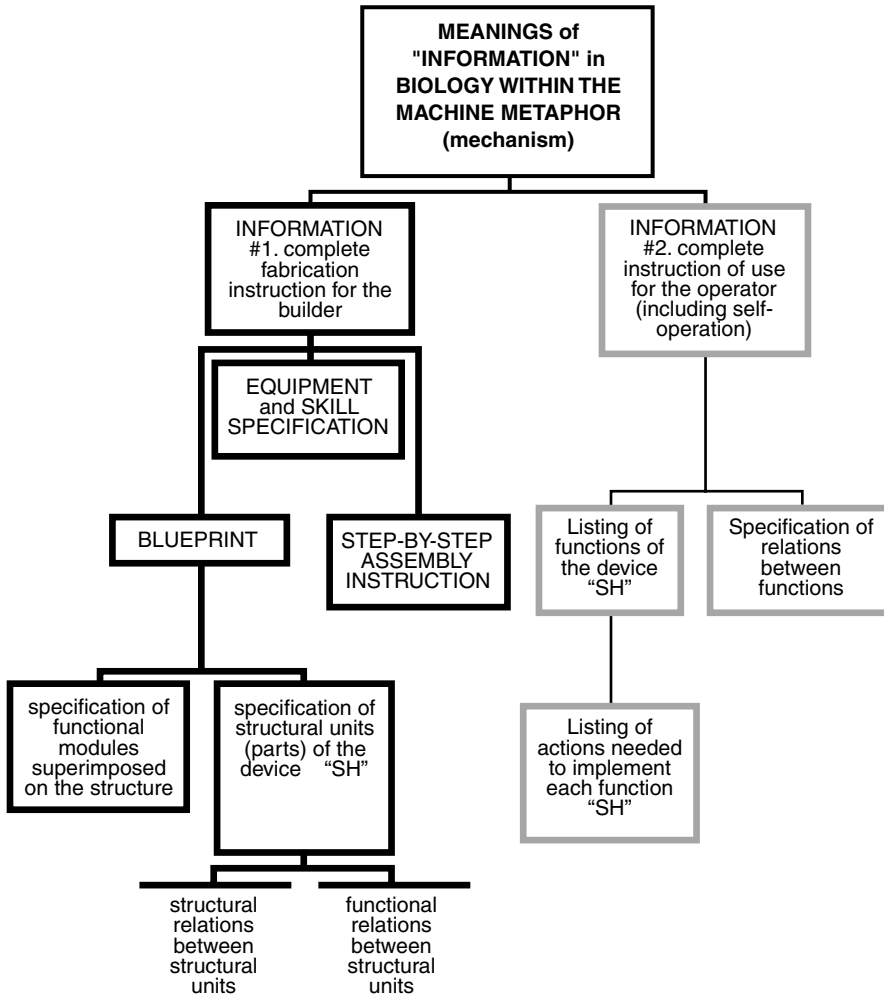 MEANINGS of
"INFORMATION" in
BIOLOGY WITHIN THE
MACHINE METAPHOR
(mechanism)
INFORMATION
#1. complete
fabrication
instruction for the
builder
INFORMATION
#2. complete
instruction of use
for the operator
(including self-
operation)
EQUIPMENT
and SKILL
SPECIFICATION
BLUEPRINT
STEP-BY-STEP
ASSEMBLY
INSTRUCTION
Listing of
functions of
the device
“SH”
Specification of
relations
between
functions
specification of
functional
modules
superimposed
on the structure
specification of
structural units
(parts) of the
device “SH”
Listing of
actions needed
to implement
each function
“SH”
structural
relations
between
structural
units
functional
relations
between
structural
units